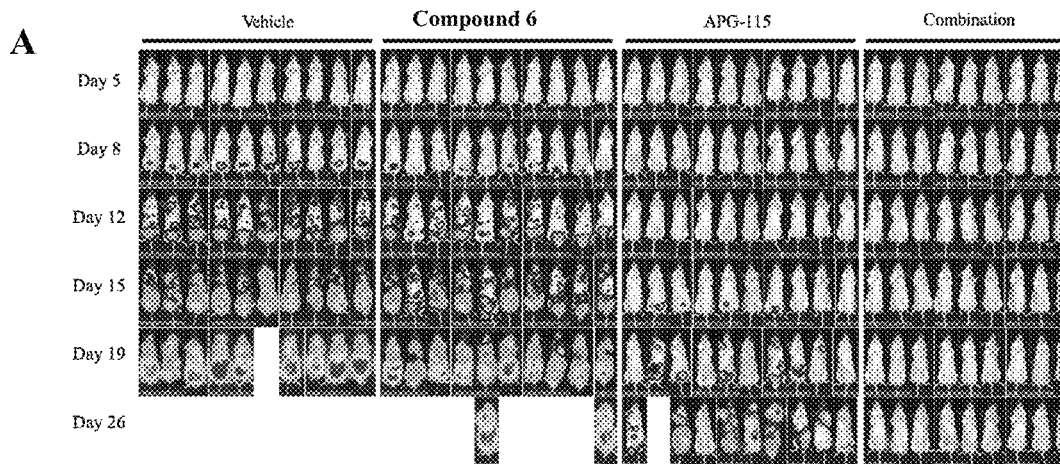 A
Vehicle Compound 6 APG-115 Combination
Day 5
Day 8
Day 12
Day 15
Day 19
Day 26